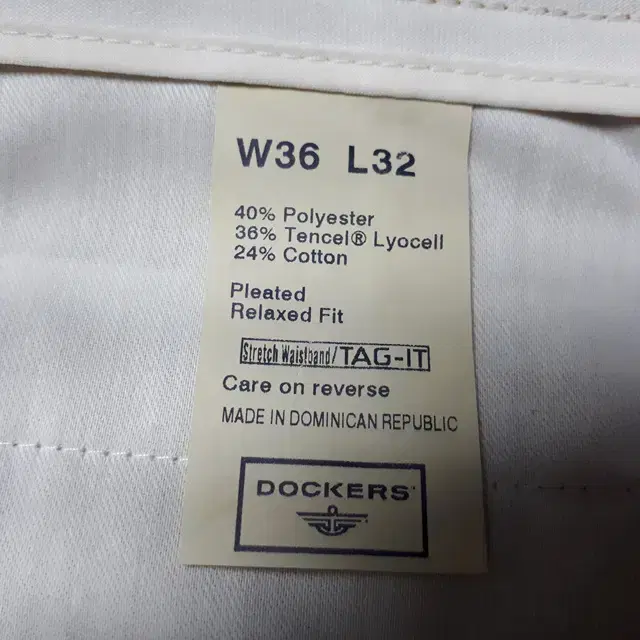 W36 L32
40% Polyester
36% Tencel® Lyocell
24% Cotton
Pleated
Relaxed Fit
Stretch Waistband/TAG-IT
Care on reverse
MADE IN DOMINICAN REPUBLIC
DOCKERS